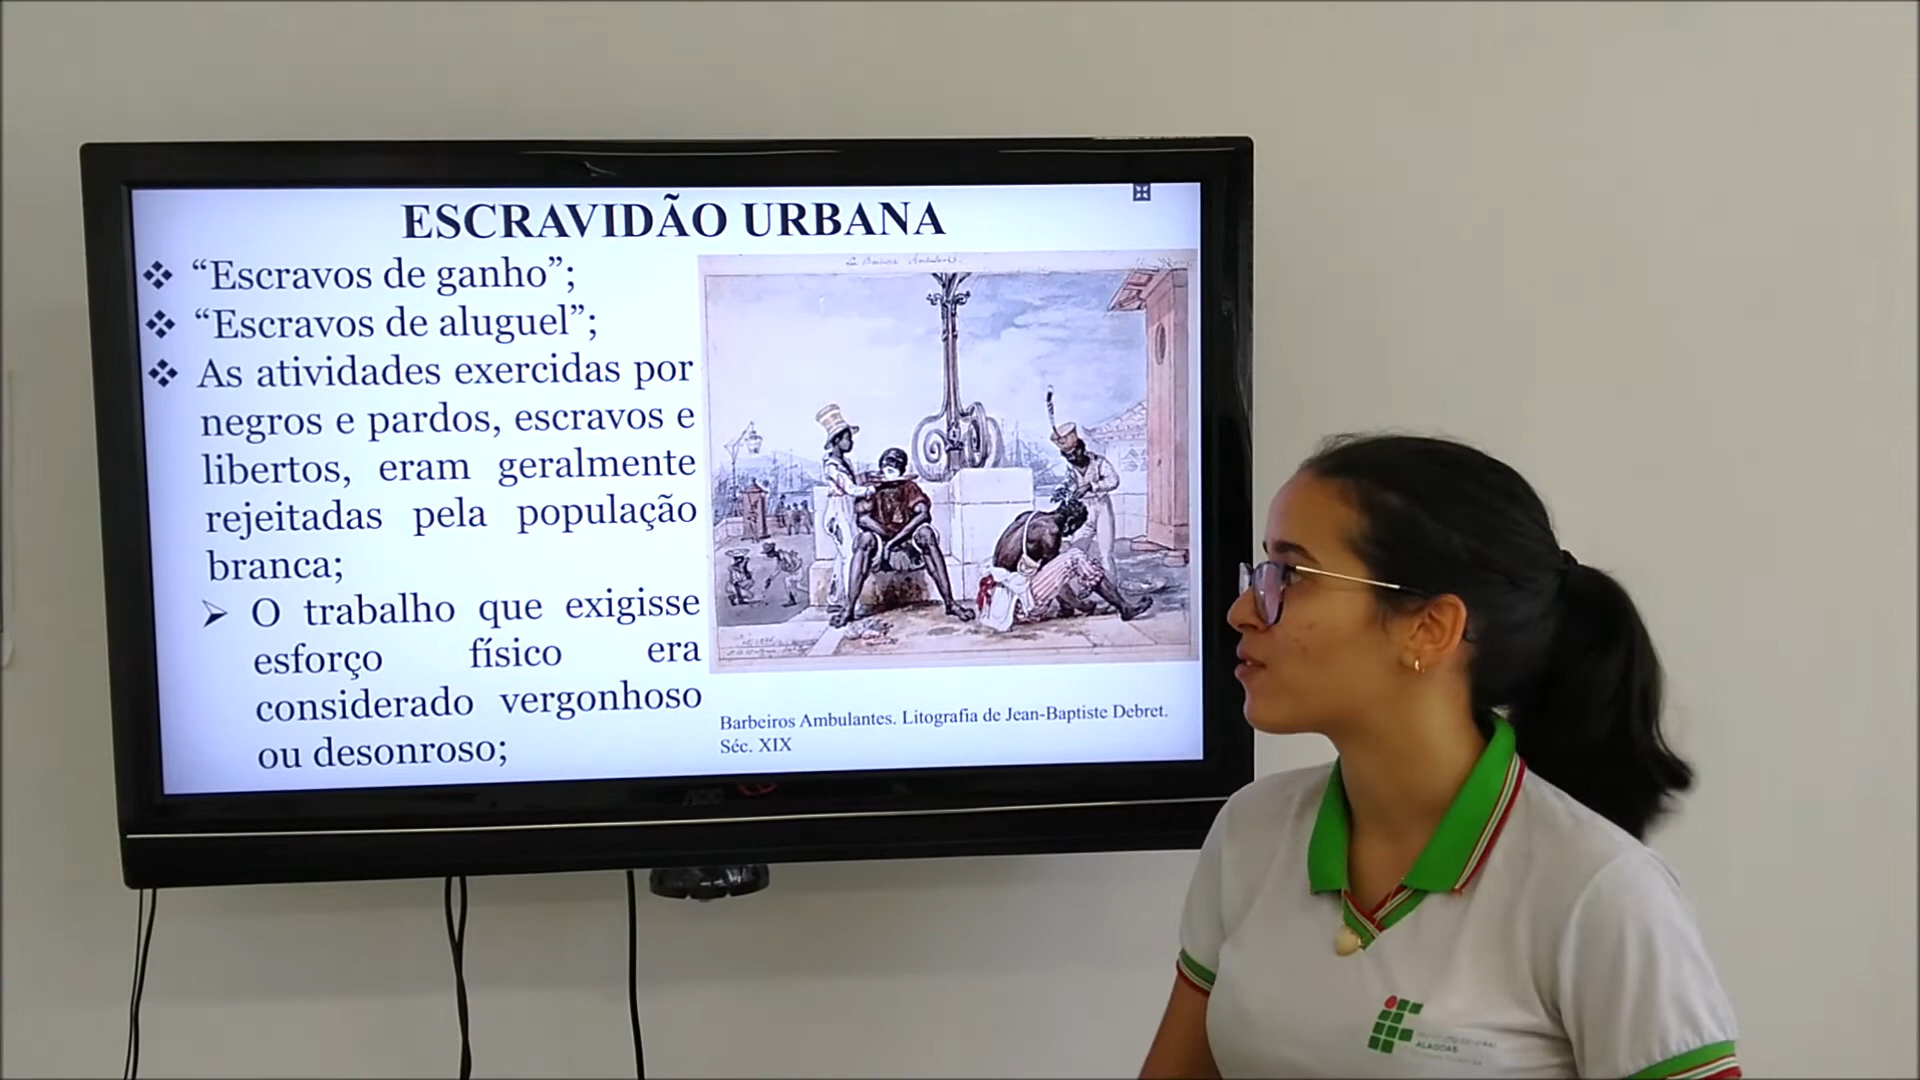 ESCRAVIDÃO URBANA
❖ “Escravos de ganho”;
❖ “Escravos de aluguel”;
❖ As atividades exercidas por
negros e pardos, escravos e
libertos, eram geralmente
rejeitadas pela população
branca;
➢ O trabalho que exigisse
esforço físico era
considerado vergonhoso
ou desonroso;
Barbeiros Ambulantes. Litografia de Jean-Baptiste Debret.
Séc. XIX
AOC
ALAGOAS